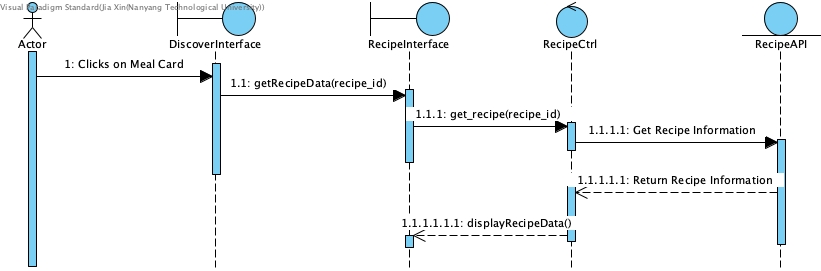 Visual Paradigm Standard(Jia Xin(Nanyang Technological University))
Actor
DiscoverInterface
RecipeInterface
RecipeCtrl
RecipeAPI
1: Clicks on Meal Card
1.1: getRecipeData(recipe_id)
1.1.1: get_recipe(recipe_id)
1.1.1.1: Get Recipe Information
1.1.1.1.1: Return Recipe Information
1.1.1.1.1.1: displayRecipeData()